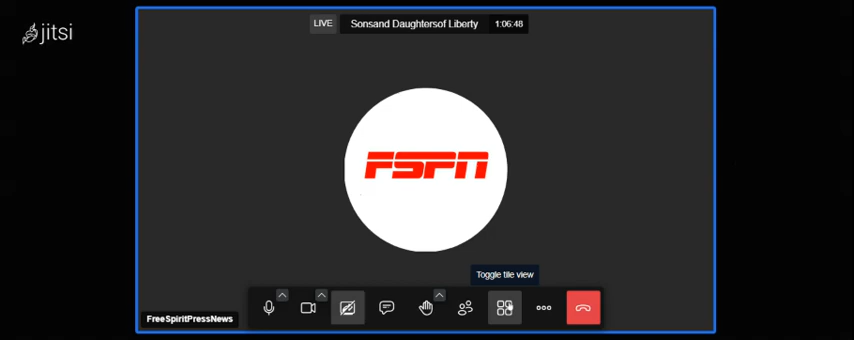 jitsi
LIVE Sonsand Daughtersof Liberty 1:06:48
FSPN
Toggle tile view
FreeSpiritPressNews